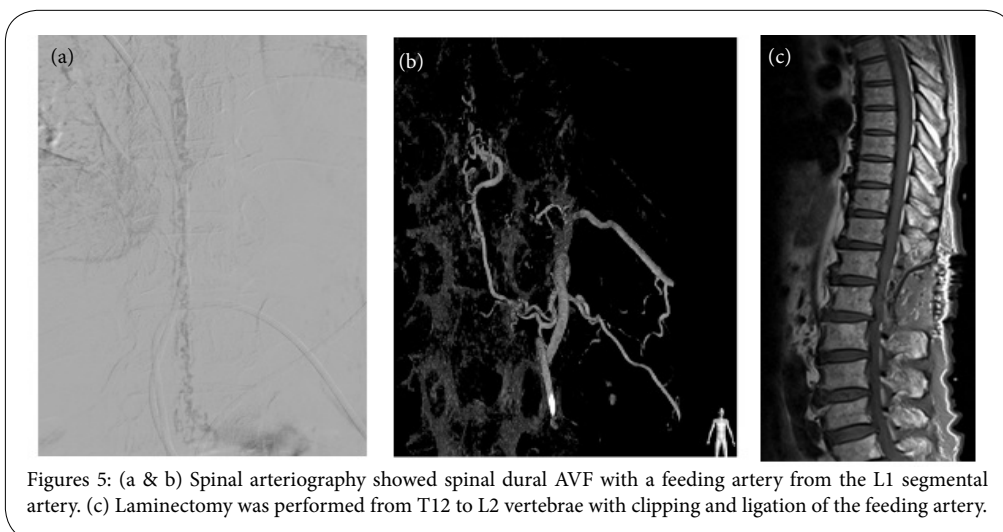 (a)
(b)
(c)
Figures 5: (a & b) Spinal arteriography showed spinal dural AVF with a feeding artery from the L1 segmental
artery. (c) Laminectomy was performed from T12 to L2 vertebrae with clipping and ligation of the feeding artery.